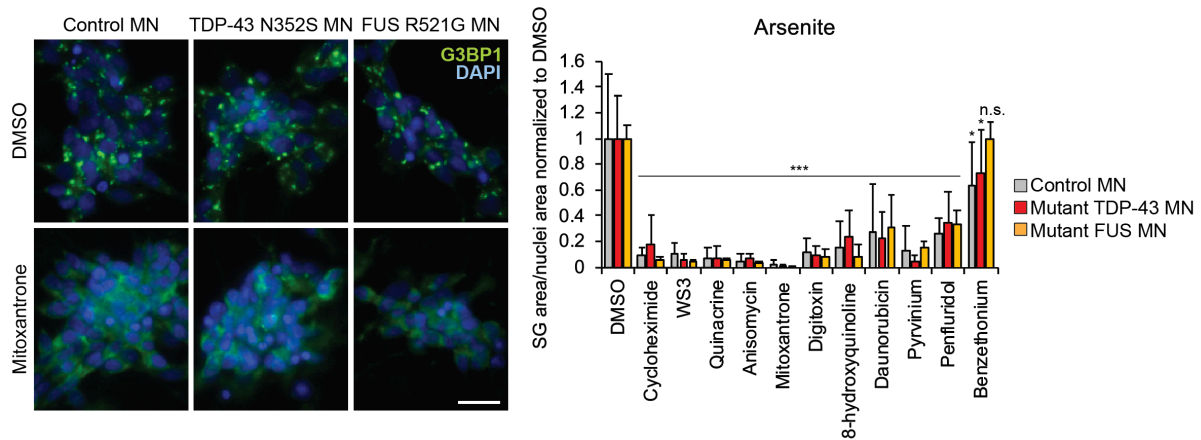 Control MN
TDP-43 N352S MN
FUS R521G MN
G3BP1
DAPI
DMSO
Mitoxantrone
Arsenite
SG area/nuclei area normalized to DMSO
1.6
1.4
1.2
1
0.8
0.6
0.4
0.2
0
***
*
*
n.s.
DMSO
Cycloheximide
WS3
Quinacrine
Anisomycin
Mitoxantrone
Digitoxin
8-hydroxyquinoline
Daunorubicin
Pyrvinium
Penfluridol
Benzethonium
Control MN
Mutant TDP-43 MN
Mutant FUS MN